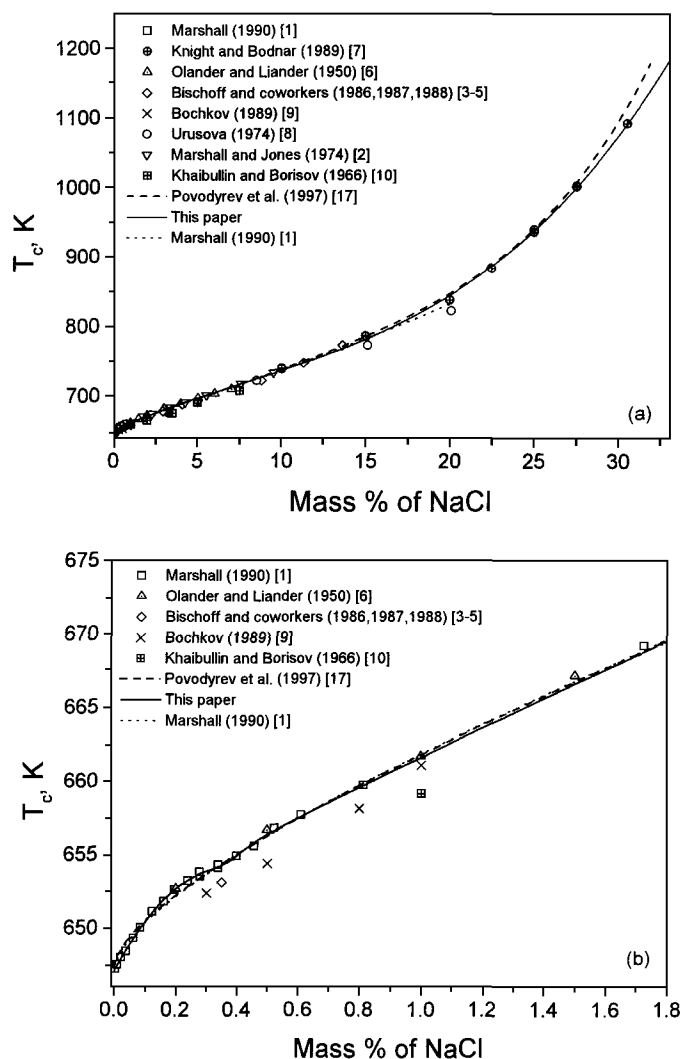 1200
1100
1000
900
800
700
T_c, K
Marshall (1990) [1]
Knight and Bodnar (1989) [7]
Olander and Liander (1950) [6]
Bischoff and coworkers (1986,1987,1988) [3-5]
Bochkov (1989) [9]
Urusova (1974) [8]
Marshall and Jones (1974) [2]
Khaibullin and Borisov (1966) [10]
Povodyrev et al. (1997) [17]
This paper
Marshall (1990) [1]
(a)
0 5 10 15 20 25 30
Mass % of NaCl
675
670
665
660
655
650
T_c, K
Marshall (1990) [1]
Olander and Liander (1950) [6]
Bischoff and coworkers (1986,1987,1988) [3-5]
Bochkov (1989) [9]
Khaibullin and Borisov (1966) [10]
Povodyrev et al. (1997) [17]
This paper
Marshall (1990) [1]
(b)
0.0 0.2 0.4 0.6 0.8 1.0 1.2 1.4 1.6 1.8
Mass % of NaCl